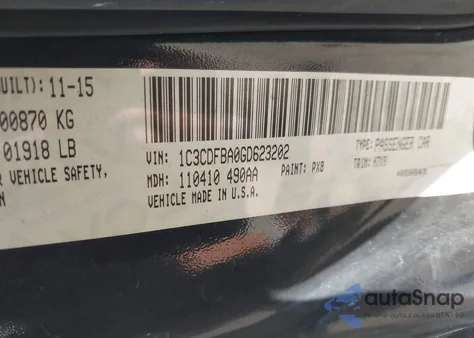 BUILT): 11-15
00870 KG
01918 LB
R VEHICLE SAFETY,
VIN: 1C3CDFBA0GD623202
TYPE: PASSENGER CAR
MDH: 110410 490AA
PAINT: PX8
VEHICLE MADE IN U.S.A.
autoSnap